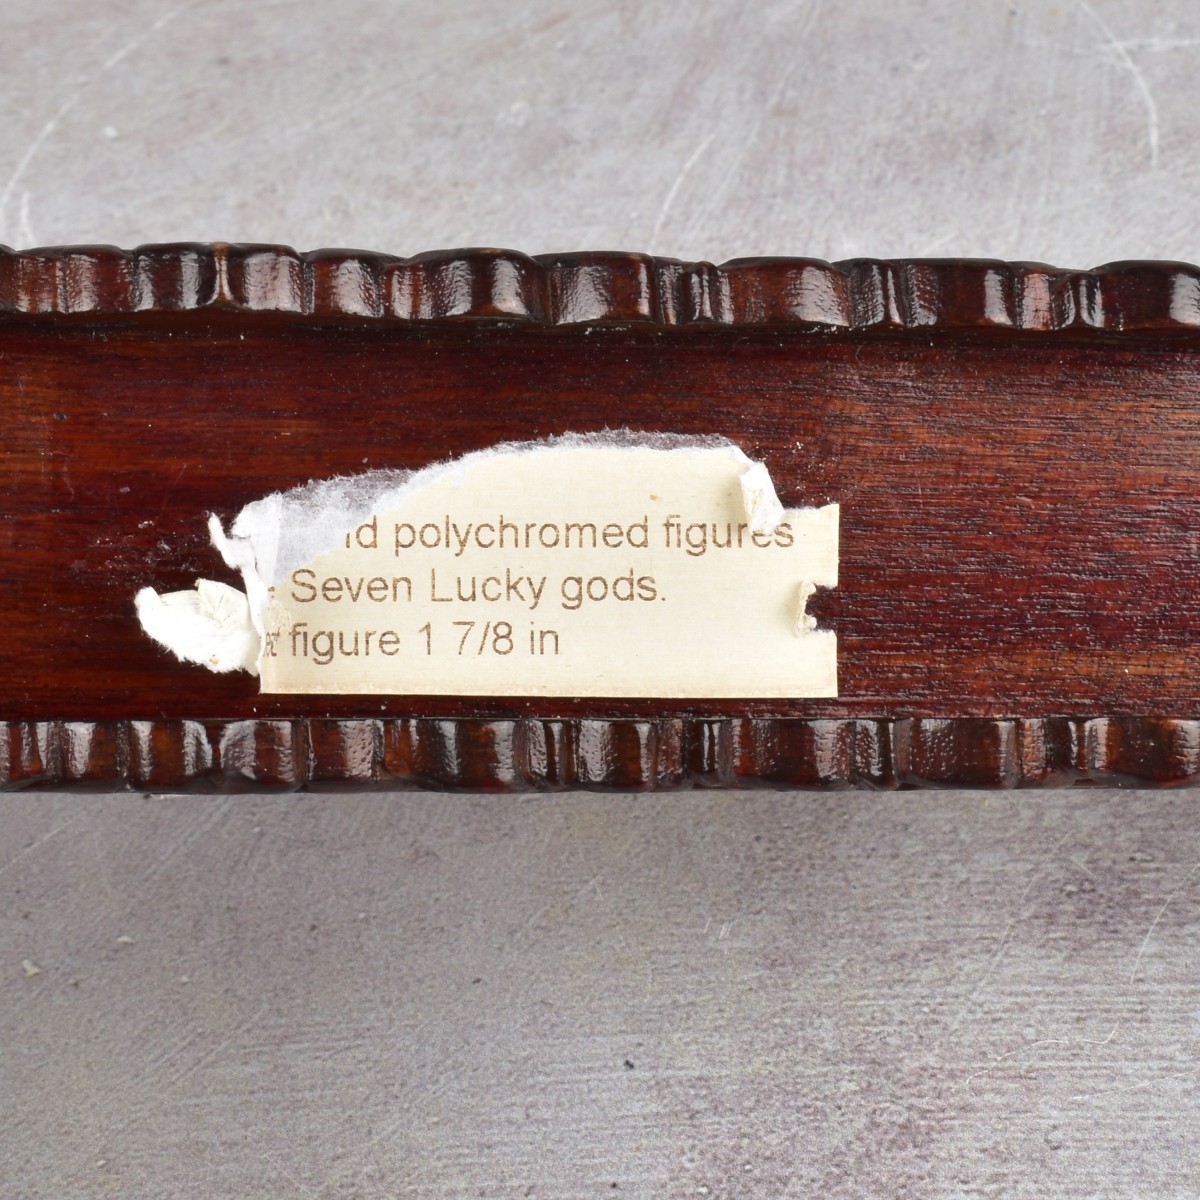 polychromed figures
Seven Lucky gods.
figure 1 7/8 in